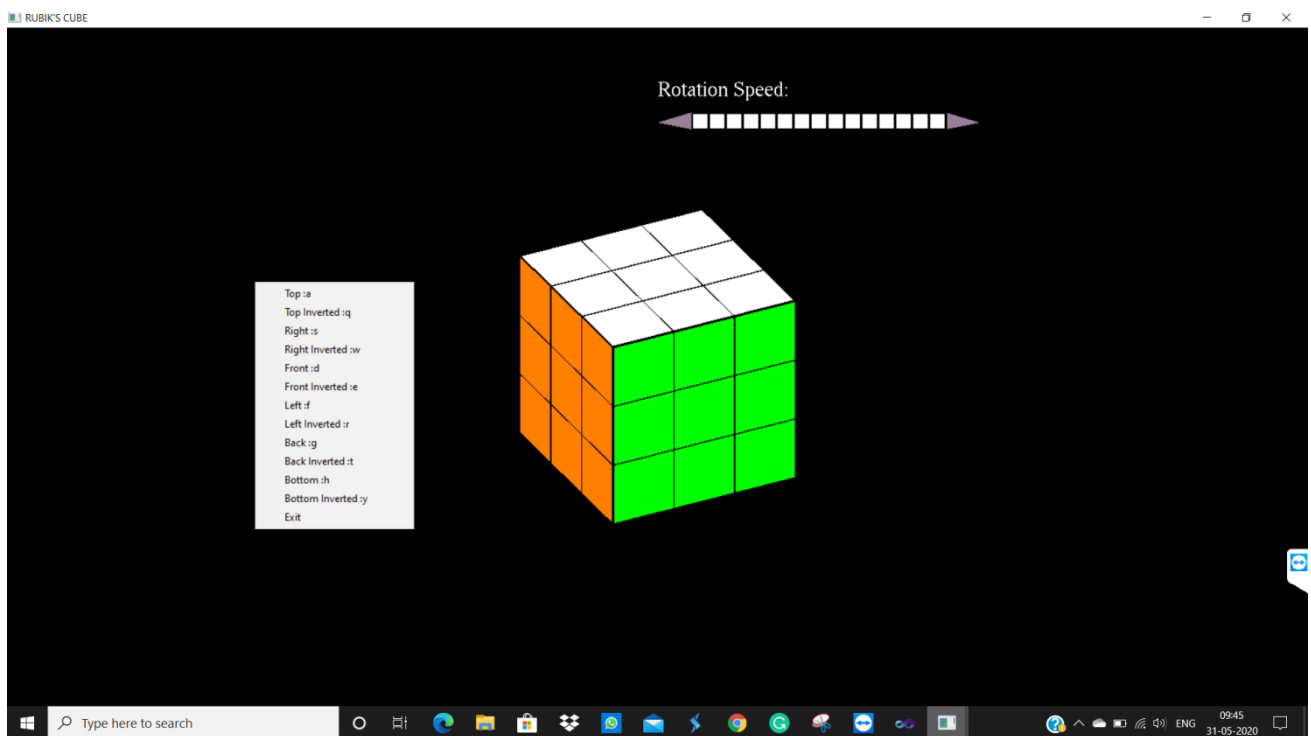 RUBIK'S CUBE
Rotation Speed:
Top :a
Top Inverted :q
Right :s
Right Inverted :w
Front :d
Front Inverted :e
Left :f
Left Inverted :r
Back :g
Back Inverted :t
Bottom :h
Bottom Inverted :y
Exit
Type here to search
ENG
09:45
31-05-2020